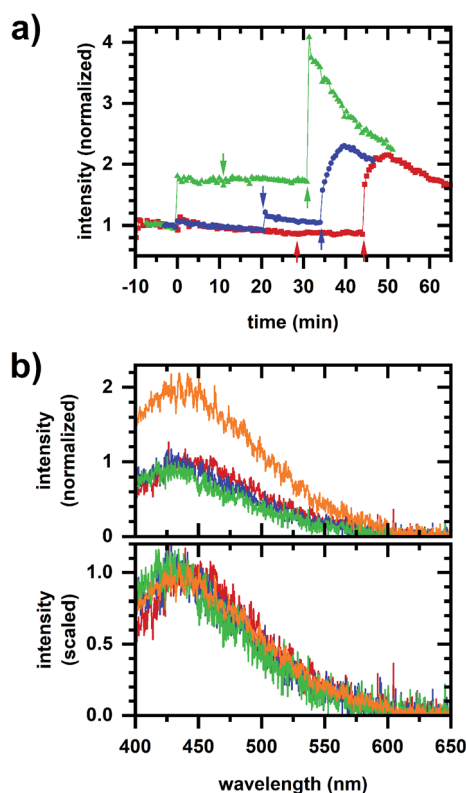 a)
intensity (normalized)
4
3
2
1
-10 0 10 20 30 40 50 60
time (min)
b)
intensity
(normalized)
2
1
0
intensity
(scaled)
1.0
0.5
0.0
400 450 500 550 600 650
wavelength (nm)